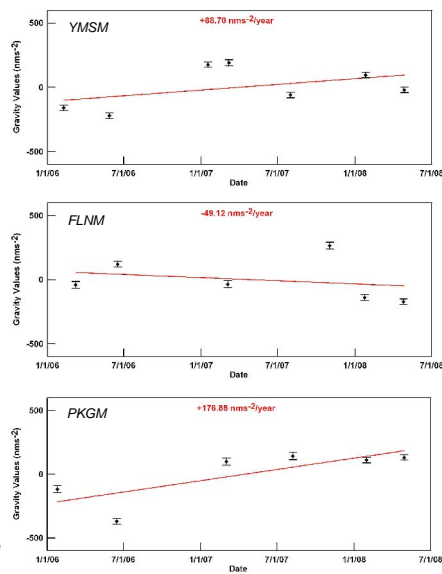 YMSM
+88.70 nms-2/year
Gravity Values (nms-2)
500
0
-500
1/1/06 7/1/06 1/1/07 7/1/07 1/1/08 7/1/08
Date
FLNM
-49.12 nms-2/year
Gravity Values (nms-2)
500
0
-500
1/1/06 7/1/06 1/1/07 7/1/07 1/1/08 7/1/08
Date
PKGM
+176.88 nms-2/year
Gravity Values (nms-2)
500
0
-500
1/1/06 7/1/06 1/1/07 7/1/07 1/1/08 7/1/08
Date